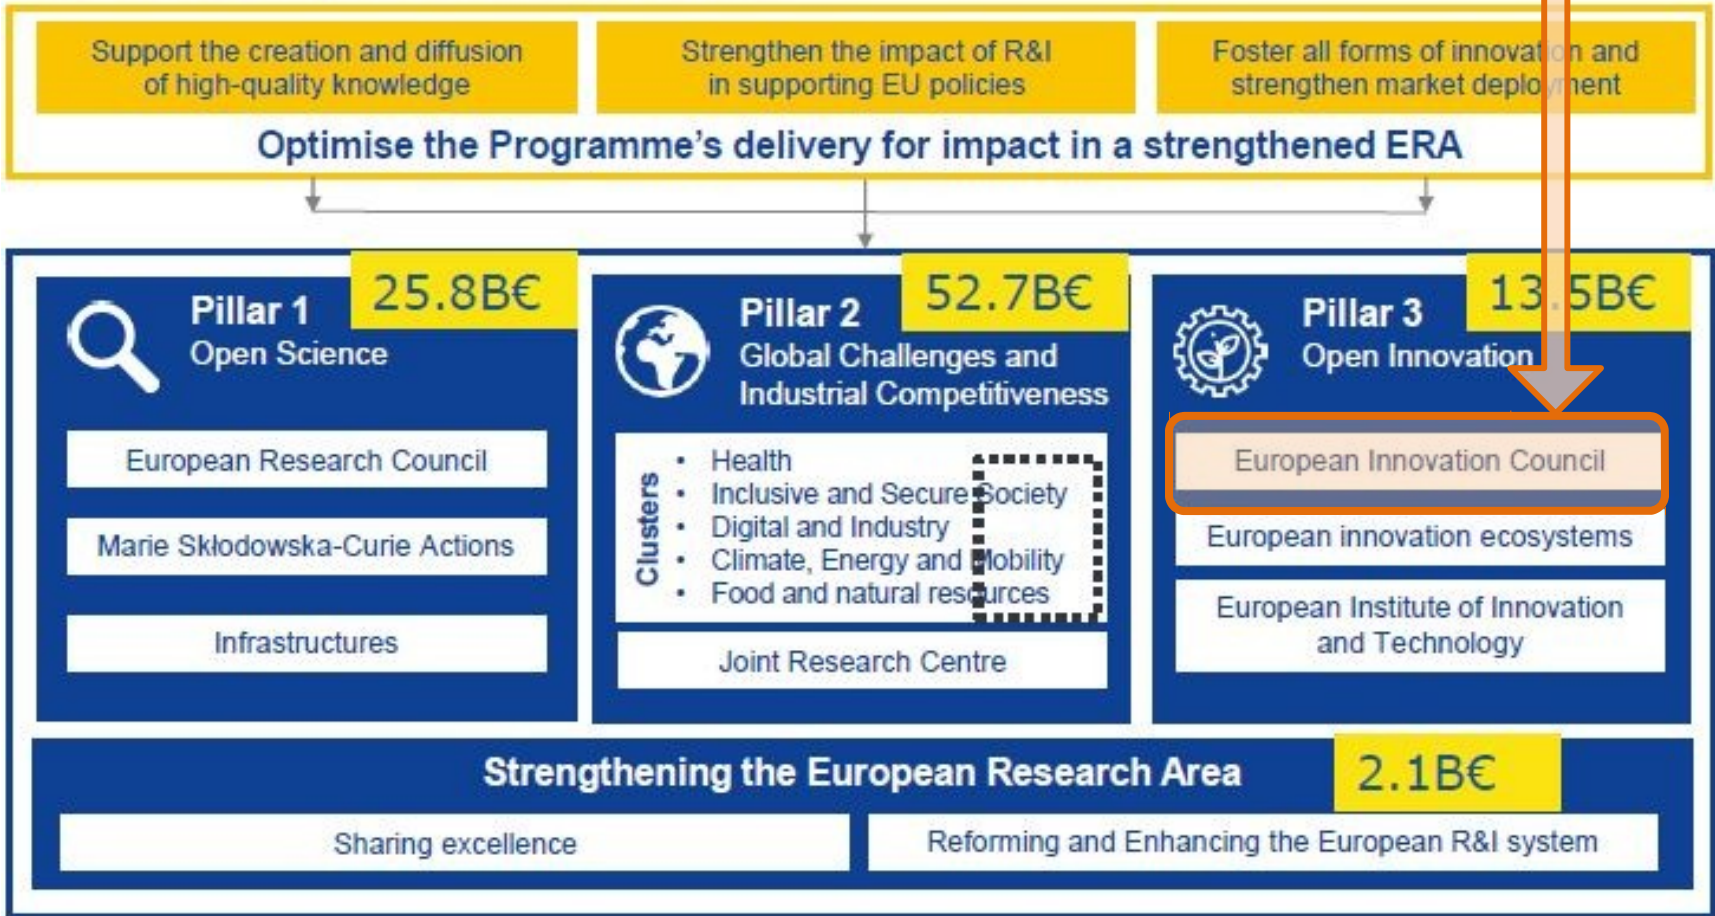 Support the creation and diffusion
of high-quality knowledge
Strengthen the impact of R&I
in supporting EU policies
Foster all forms of innovation and
strengthen market deployment
Optimise the Programme's delivery for impact in a strengthened ERA
Pillar 1
25.8B€
Open Science
European Research Council
Marie Skłodowska-Curie Actions
Infrastructures
Pillar 2
52.7B€
Global Challenges and
Industrial Competitiveness
Clusters
• Health
• Inclusive and Secure Society
• Digital and Industry
• Climate, Energy and Mobility
• Food and natural resources
Joint Research Centre
Pillar 3
13.5B€
Open Innovation
European Innovation Council
European innovation ecosystems
European Institute of Innovation
and Technology
Strengthening the European Research Area
2.1B€
Sharing excellence
Reforming and Enhancing the European R&I system